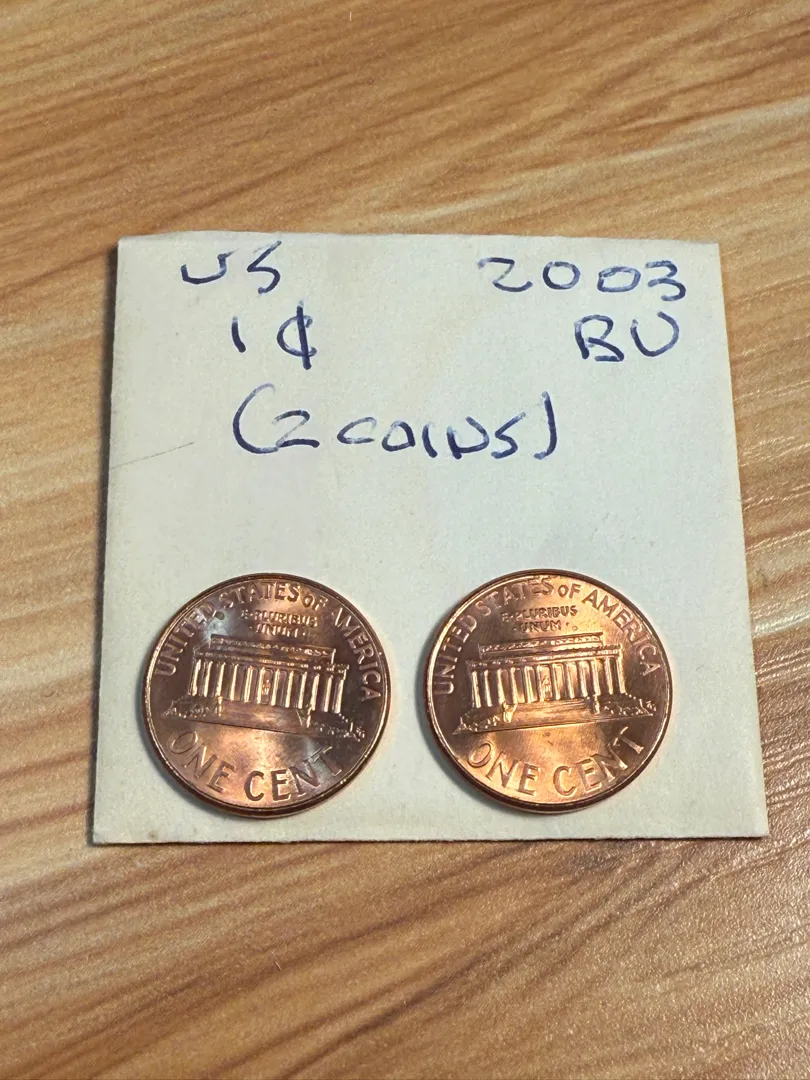 US 2003
1¢ BU
(2 COINS)
UNITED STATES OF AMERICA
E·PLURIBUS
·UNUM·
ONE CENT
UNITED STATES OF AMERICA
E·PLURIBUS
·UNUM·
ONE CENT